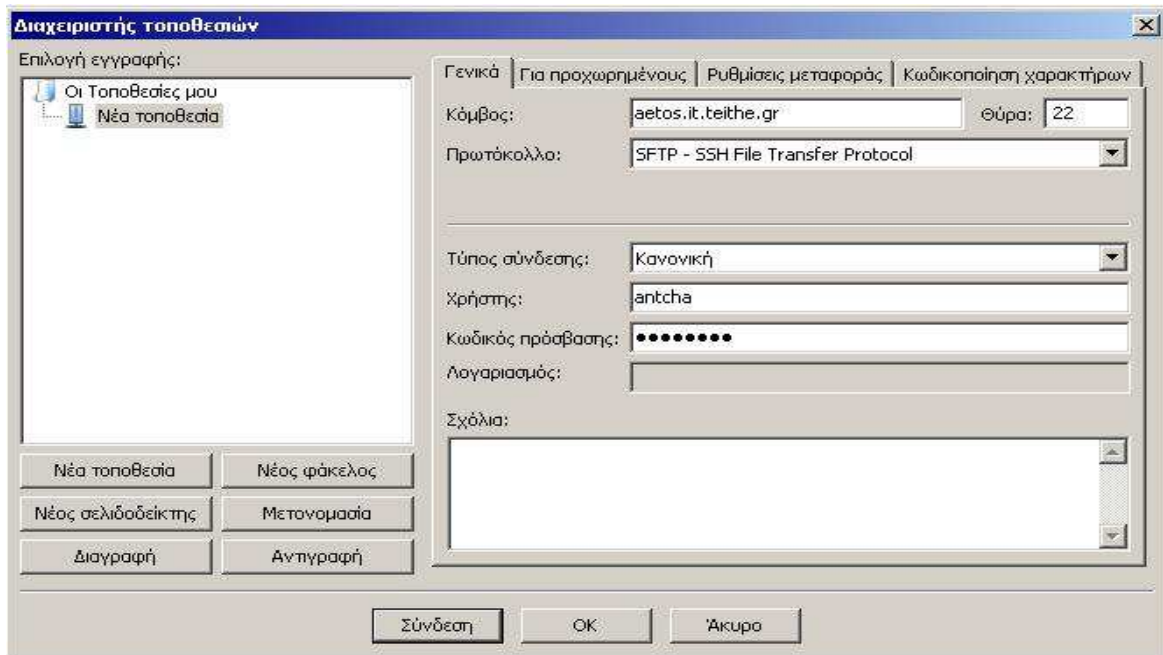 Διαχειριστής τοποθεσιών
Επιλογή εγγραφής:
Οι Τοποθεσίες μου
Νέα τοποθεσία
Νέα τοποθεσία
Νέος φάκελος
Νέος σελιδοδείκτης
Μετονομασία
Διαγραφή
Αντιγραφή
Γενικά
Για προχωρημένους
Ρυθμίσεις μεταφοράς
Κωδικοποίηση χαρακτήρων
Κόμβος:
aetos.it.teithe.gr
Θύρα:
22
Πρωτόκολλο:
SFTP - SSH File Transfer Protocol
Τύπος σύνδεσης:
Κανονική
Χρήστης:
antcha
Κωδικός πρόσβασης:
●●●●●●●●
Λογαριασμός:
Σχόλια:
Σύνδεση
OK
Άκυρο